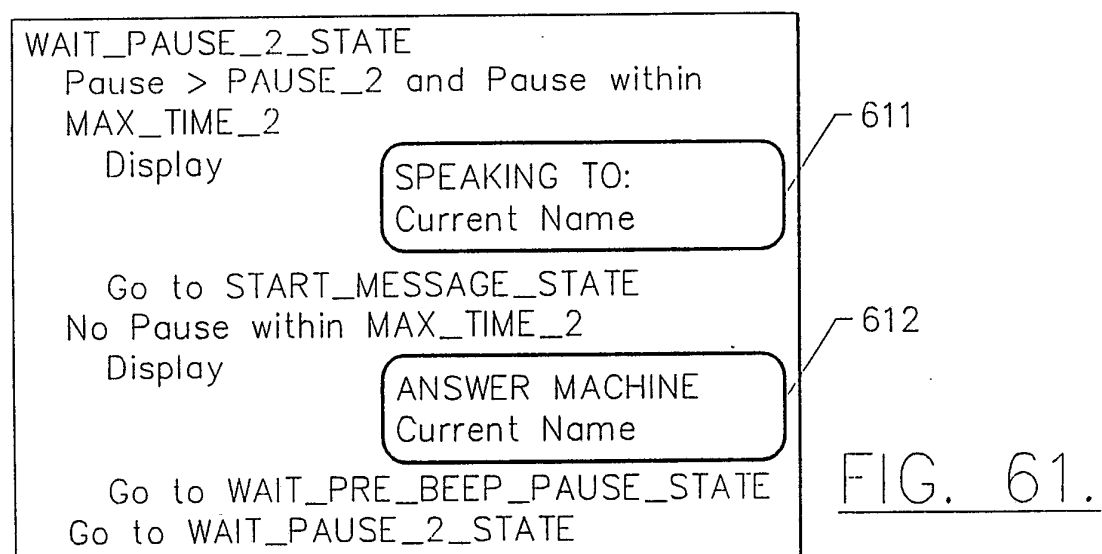 WAIT_PAUSE_2_STATE
Pause > PAUSE_2 and Pause within
MAX_TIME_2
Display
SPEAKING TO:
Current Name
611
Go to START_MESSAGE_STATE
No Pause within MAX_TIME_2
Display
ANSWER MACHINE
Current Name
612
Go to WAIT_PRE_BEEP_PAUSE_STATE
Go to WAIT_PAUSE_2_STATE
FIG. 61.